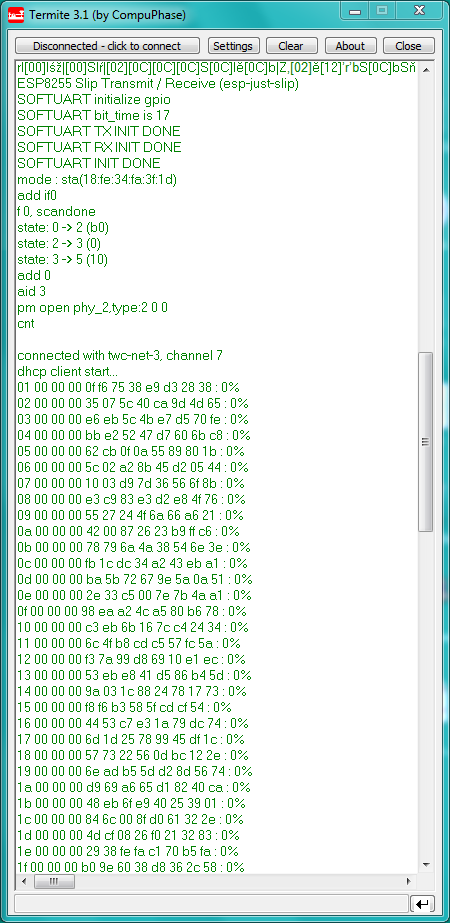 Termite 3.1 (by CompuPhase)
Disconnected - click to connect Settings Clear About Close
rl[00]lśž|[00]Slŕ|[02][0C][0C][0C]S[0C]lě[0C]b|Z,[02]ě[12]'r'bS[0C]bSň
ESP8255 Slip Transmit / Receive (esp-just-slip)
SOFTUART initialize gpio
SOFTUART bit_time is 17
SOFTUART TX INIT DONE
SOFTUART RX INIT DONE
SOFTUART INIT DONE
mode : sta(18:fe:34:fa:3f:1d)
add if0
f 0, scandone
state: 0 -> 2 (b0)
state: 2 -> 3 (0)
state: 3 -> 5 (10)
add 0
aid 3
pm open phy_2,type:2 0 0
cnt
connected with twc-net-3, channel 7
dhcp client start...
01 00 00 00 0f f6 75 38 e9 d3 28 38 : 0%
02 00 00 00 35 07 5c 40 ca 9d 4d 65 : 0%
03 00 00 00 e6 eb 5c 4b e7 d5 70 fe : 0%
04 00 00 00 bb e2 52 47 d7 60 6b c8 : 0%
05 00 00 00 62 cb 0f 0a 55 89 80 1b : 0%
06 00 00 00 5c 02 a2 8b 45 d2 05 44 : 0%
07 00 00 00 10 03 d9 7d 36 56 6f 8b : 0%
08 00 00 00 e3 c9 83 e3 d2 e8 4f 76 : 0%
09 00 00 00 55 27 24 4f 6a 66 a6 21 : 0%
0a 00 00 00 42 00 87 26 23 b9 ff c6 : 0%
0b 00 00 00 78 79 6a 4a 38 54 6e 3e : 0%
0c 00 00 00 fb 1c dc 34 a2 43 eb a1 : 0%
0d 00 00 00 ba 5b 72 67 9e 5a 0a 51 : 0%
0e 00 00 00 2e 33 c5 00 7e 7b 4a a1 : 0%
0f 00 00 00 98 ea a2 4c a5 80 b6 78 : 0%
10 00 00 00 c3 eb 6b 16 7c c4 24 34 : 0%
11 00 00 00 6c 4f b8 cd c5 57 fc 5a : 0%
12 00 00 00 f3 7a 99 d8 69 10 e1 ec : 0%
13 00 00 00 53 eb e8 41 d5 86 b4 5d : 0%
14 00 00 00 9a 03 1c 88 24 78 17 73 : 0%
15 00 00 00 f8 f6 b3 58 5f cd cf 54 : 0%
16 00 00 00 44 53 c7 e3 1a 79 dc 74 : 0%
17 00 00 00 6d 1d 25 78 99 45 df 1c : 0%
18 00 00 00 57 73 22 56 0d bc 12 2e : 0%
19 00 00 00 6e ad b5 5d d2 8d 56 74 : 0%
1a 00 00 00 d9 69 a6 65 d1 82 40 ca : 0%
1b 00 00 00 48 eb 6f e9 40 25 39 01 : 0%
1c 00 00 00 84 6c 00 8f d0 61 32 2e : 0%
1d 00 00 00 4d cf 08 26 f0 21 32 83 : 0%
1e 00 00 00 29 38 fe fa c1 70 b5 fa : 0%
1f 00 00 00 b0 9e 60 38 d8 36 2c 58 : 0%